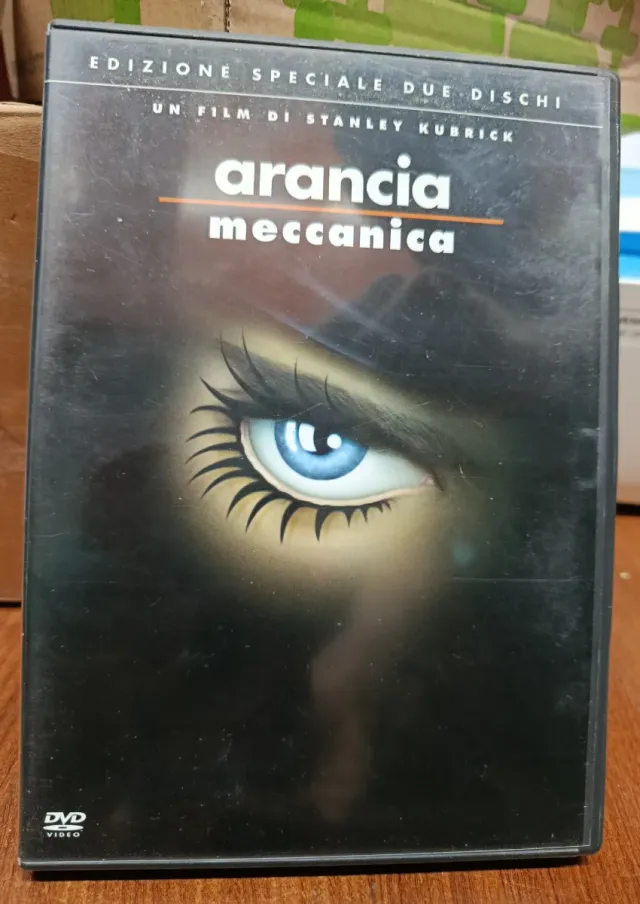 EDIZIONE SPECIALE DUE DISCHI
UN FILM DI STANLEY KUBRICK
arancia
meccanica
DVD
VIDEO